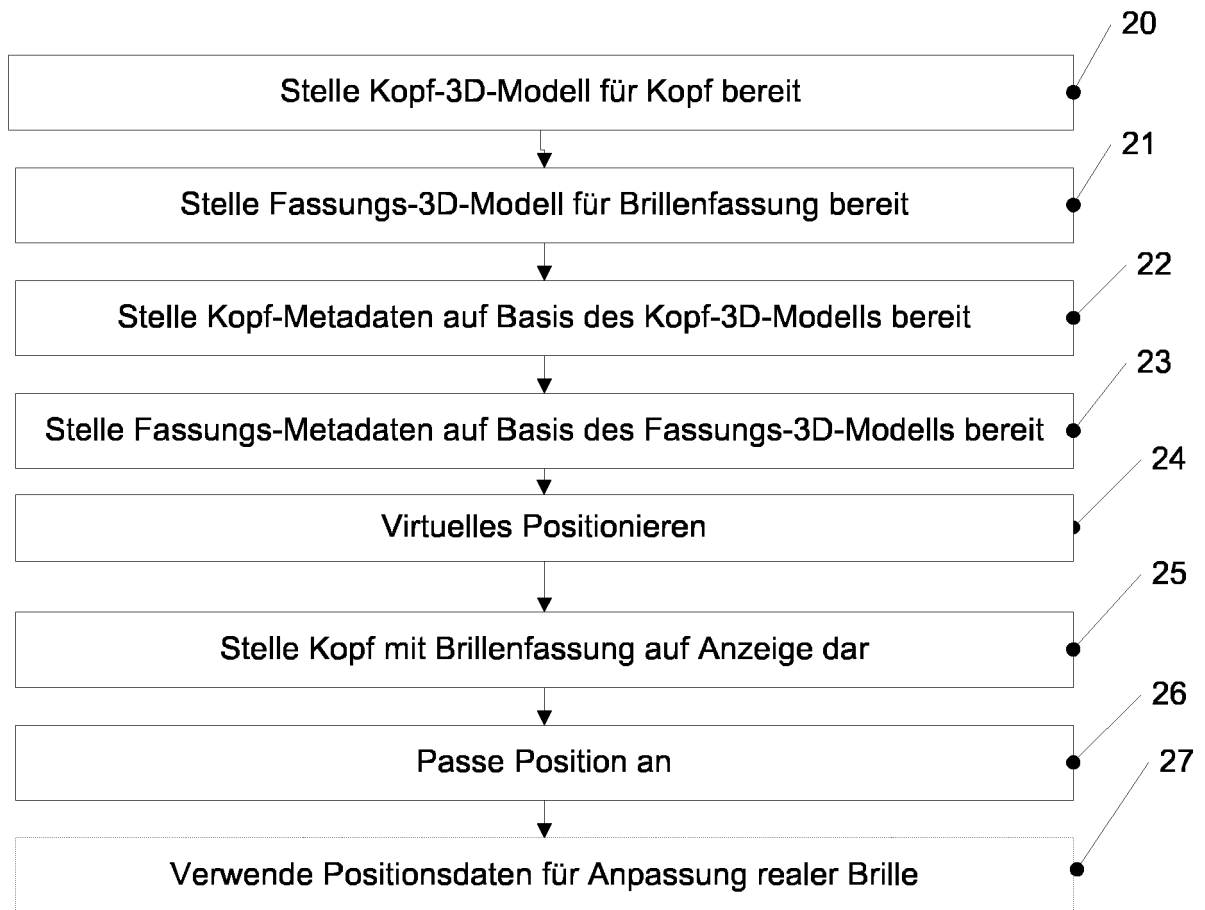 20
Stelle Kopf-3D-Modell für Kopf bereit
21
Stelle Fassungs-3D-Modell für Brillenfassung bereit
22
Stelle Kopf-Metadaten auf Basis des Kopf-3D-Modells bereit
23
Stelle Fassungs-Metadaten auf Basis des Fassungs-3D-Modells bereit
24
Virtuelles Positionieren
25
Stelle Kopf mit Brillenfassung auf Anzeige dar
26
Passe Position an
27
Verwende Positionsdaten für Anpassung realer Brille